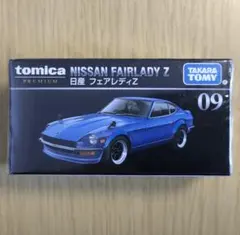 tomica
PREMIUM
NISSAN FAIRLADY Z
日産 フェアレディZ
TAKARA
TOMY
09